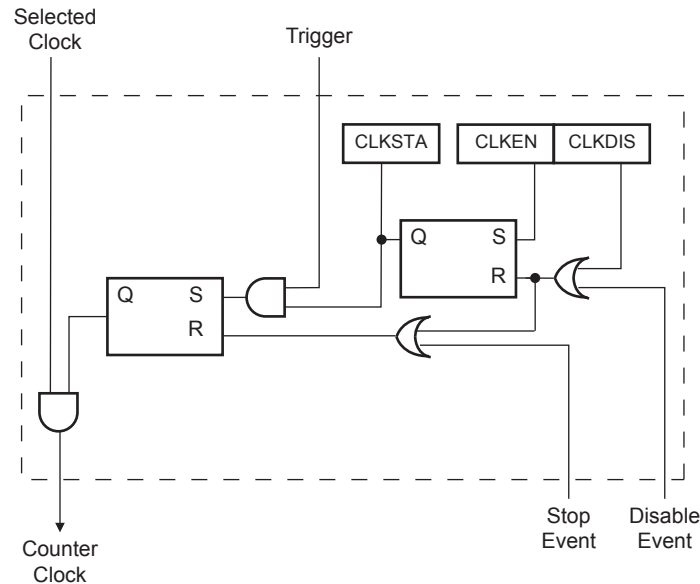 Selected
Clock
Trigger
CLKSTA
CLKEN
CLKDIS
Q
S
R
Q
S
R
Stop
Event
Disable
Event
Counter
Clock